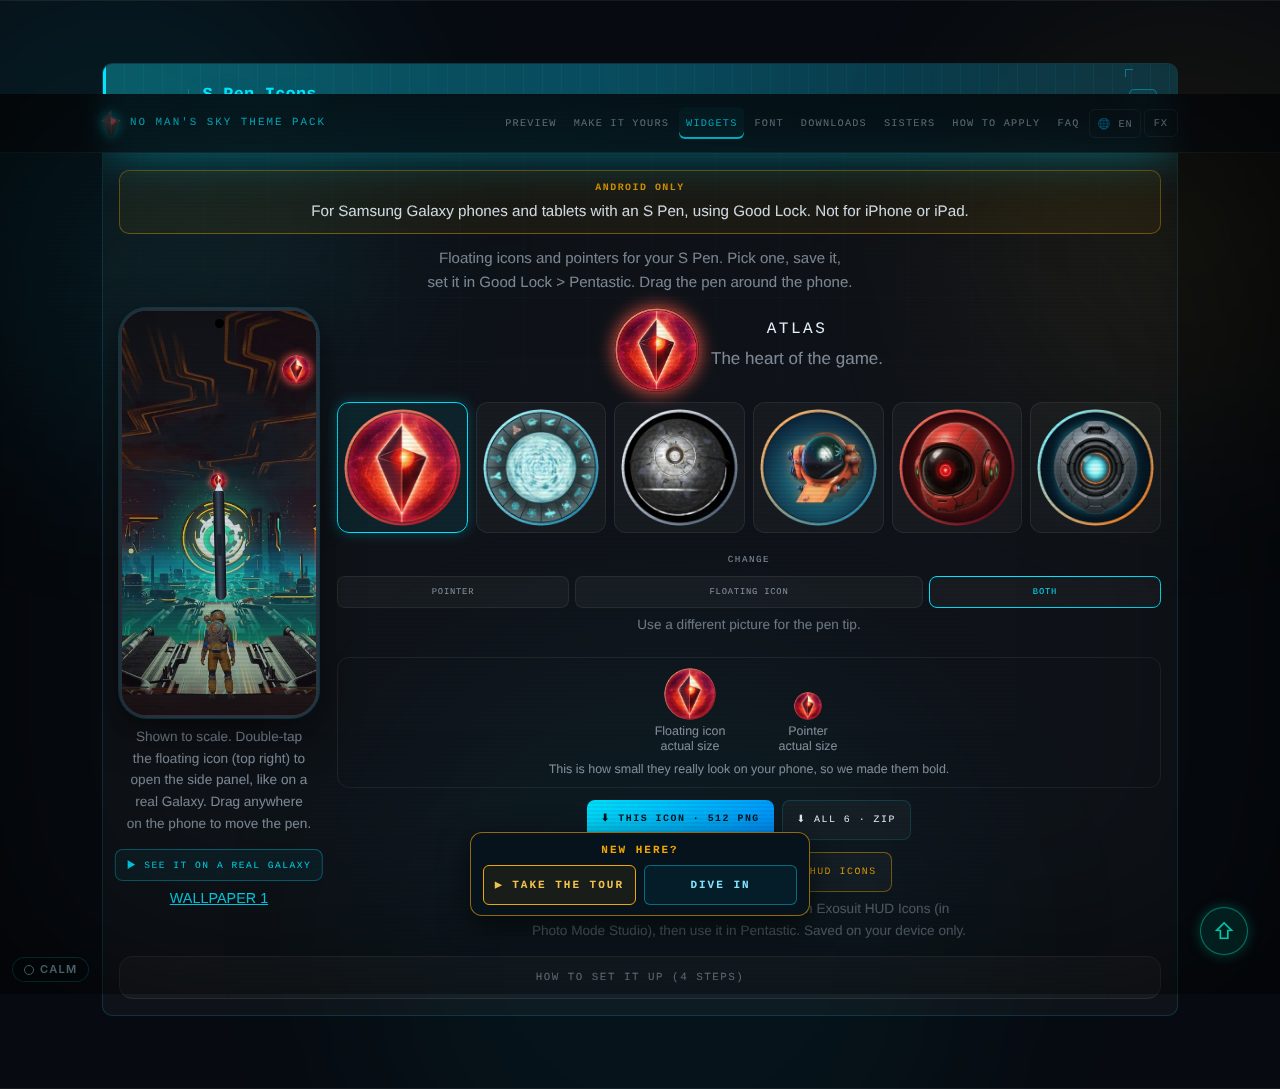 S Pen Icons
NO MAN'S SKY THEME PACK
PREVIEW
MAKE IT YOURS
WIDGETS
FONT
DOWNLOADS
SISTERS
HOW TO APPLY
FAQ
EN
FX
ANDROID ONLY
For Samsung Galaxy phones and tablets with an S Pen, using Good Lock. Not for iPhone or iPad.
Floating icons and pointers for your S Pen. Pick one, save it,
set it in Good Lock > Pentastic. Drag the pen around the phone.
ATLAS
The heart of the game.
CHANGE
POINTER
FLOATING ICON
BOTH
Use a different picture for the pen tip.
Floating icon
actual size
Pointer
actual size
This is how small they really look on your phone, so we made them bold.
Shown to scale. Double-tap
the floating icon (top right) to
open the side panel, like on a
real Galaxy. Drag anywhere
on the phone to move the pen.
▶ SEE IT ON A REAL GALAXY
WALLPAPER 1
⬇ THIS ICON · 512 PNG
⬇ ALL 6 · ZIP
NEW HERE?
▶ TAKE THE TOUR
DIVE IN
HUD ICONS
Exosuit HUD Icons (in
Photo Mode Studio), then use it in Pentastic. Saved on your device only.
CALM
HOW TO SET IT UP (4 STEPS)